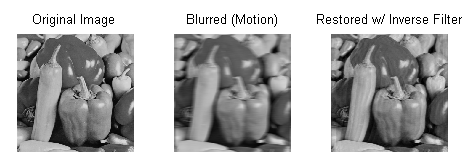 Original Image
Blurred (Motion)
Restored w/ Inverse Filter